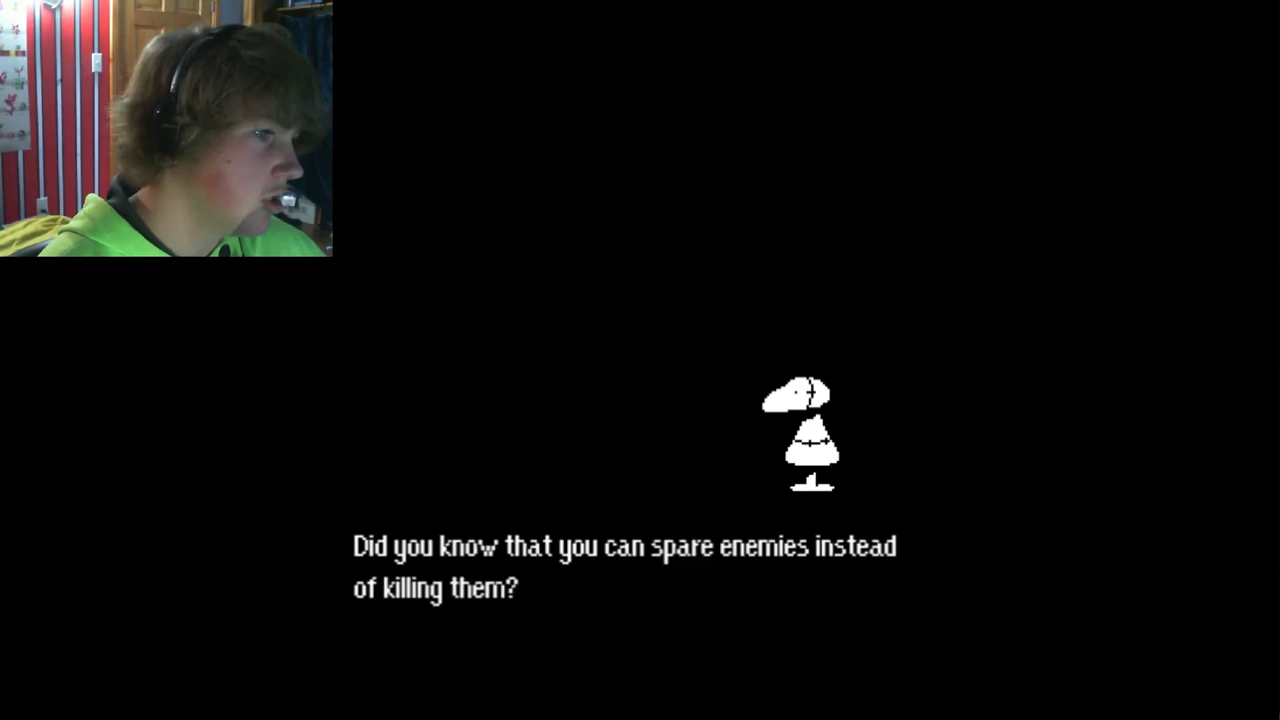 Did you know that you can spare enemies instead
of killing them?